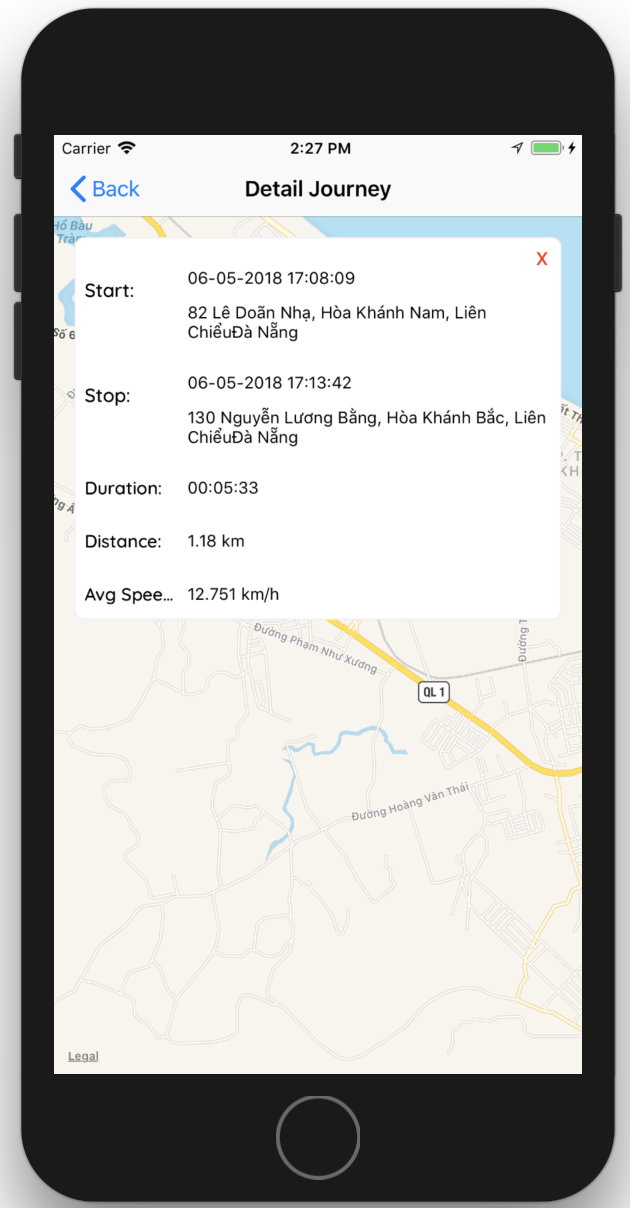 Carrier
2:27 PM
Back
Detail Journey
Hồ Bàu
X
Start:
06-05-2018 17:08:09
82 Lê Doãn Nhạ, Hòa Khánh Nam, Liên
ChiểuĐà Nẵng
Số 6
Stop:
06-05-2018 17:13:42
130 Nguyễn Lương Bằng, Hòa Khánh Bắc, Liên
ChiểuĐà Nẵng
KH
Duration:
00:05:33
Distance:
1.18 km
Avg Spee...
12.751 km/h
Đường Phạm Như Xương
QL 1
Đường Hoàng Văn Thái
Legal